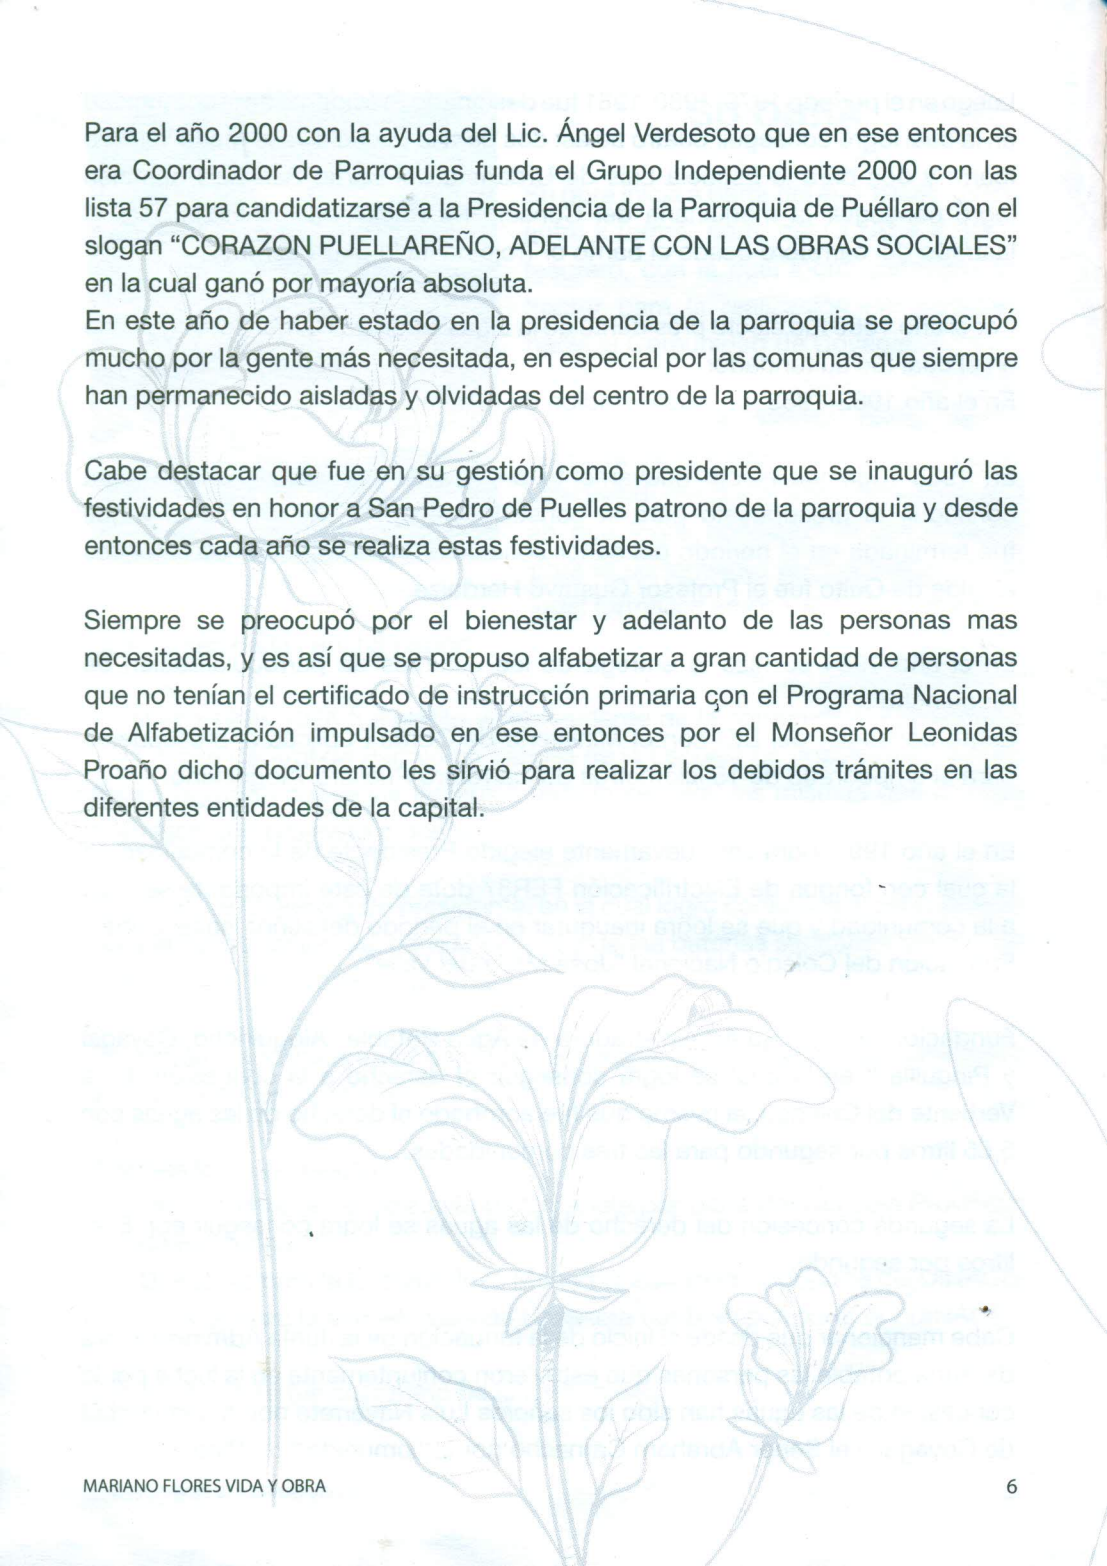 Para el año 2000 con la ayuda del Lic. Ángel Verdesoto que en ese entonces
era Coordinador de Parroquias funda el Grupo Independiente 2000 con las
lista 57 para candidatizarse a la Presidencia de la Parroquia de Puéllaro con el
slogan “CORAZON PUELLAREÑO, ADELANTE CON LAS OBRAS SOCIALES”
en la cual ganó por mayoría absoluta.
En este año de haber estado en la presidencia de la parroquia se preocupó
mucho por la gente más necesitada, en especial por las comunas que siempre
han permanecido aisladas y olvidadas del centro de la parroquia.
Cabe destacar que fue en su gestión como presidente que se inauguró las
festividades en honor a San Pedro de Puelles patrono de la parroquia y desde
entonces cada año se realiza estas festividades.
Siempre se preocupó por el bienestar y adelanto de las personas mas
necesitadas, y es así que se propuso alfabetizar a gran cantidad de personas
que no tenían el certificado de instrucción primaria con el Programa Nacional
de Alfabetización impulsado en ese entonces por el Monseñor Leonidas
Proaño dicho documento les sirvió para realizar los debidos trámites en las
diferentes entidades de la capital.
MARIANO FLORES VIDA Y OBRA
6